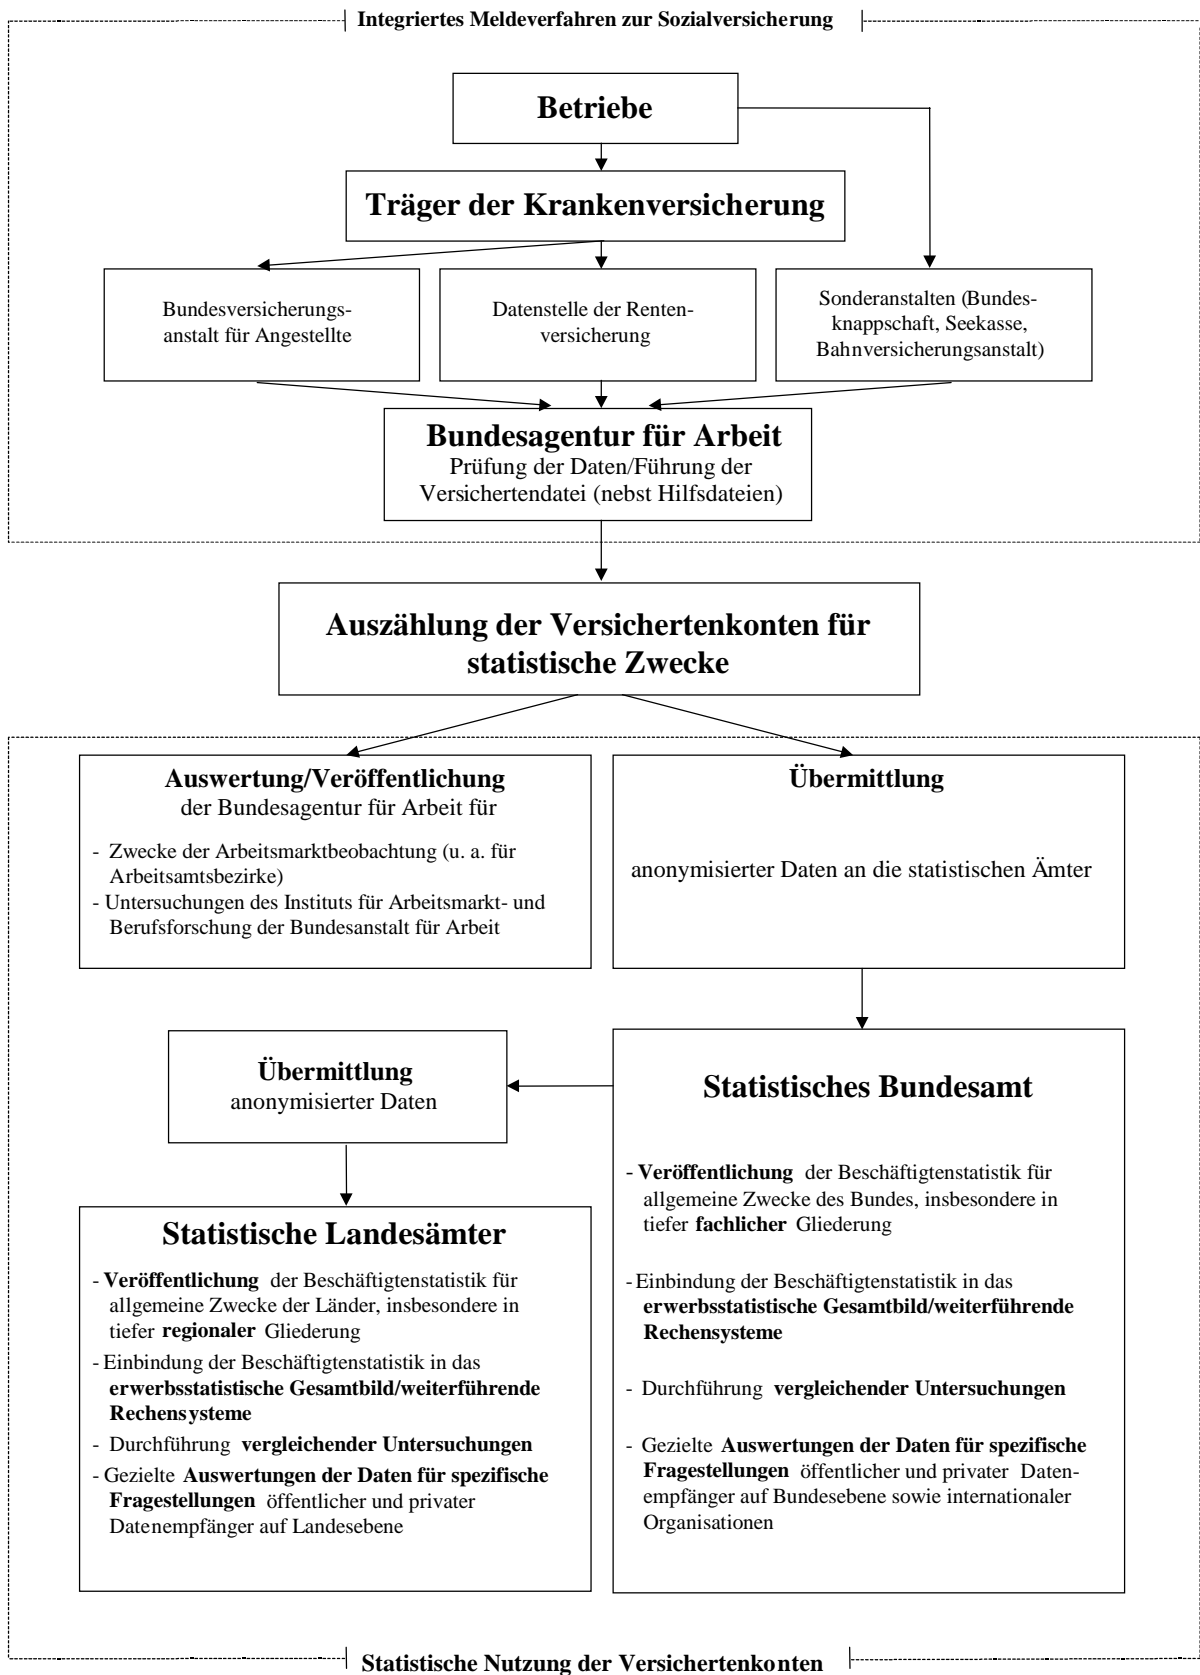 Integriertes Meldeverfahren zur Sozialversicherung
Betriebe
Träger der Krankenversicherung
Bundesversicherungs-
anstalt für Angestellte
Datenstelle der Renten-
versicherung
Sonderanstalten (Bundes-
knappschaft, Seekasse,
Bahnversicherungsanstalt)
Bundesagentur für Arbeit
Prüfung der Daten/Führung der
Versichertendatei (nebst Hilfsdateien)
Auszählung der Versichertenkonten für
statistische Zwecke
Auswertung/Veröffentlichung
der Bundesagentur für Arbeit für
- Zwecke der Arbeitsmarktbeobachtung (u. a. für
Arbeitsamtsbezirke)
- Untersuchungen des Instituts für Arbeitsmarkt- und
Berufsforschung der Bundesanstalt für Arbeit
Übermittlung
anonymisierter Daten an die statistischen Ämter
Übermittlung
anonymisierter Daten
Statistisches Bundesamt
- Veröffentlichung der Beschäftigtenstatistik für
allgemeine Zwecke des Bundes, insbesondere in
tiefer fachlicher Gliederung
- Einbindung der Beschäftigtenstatistik in das
erwerbsstatistische Gesamtbild/weiterführende
Rechensysteme
- Durchführung vergleichender Untersuchungen
- Gezielte Auswertungen der Daten für spezifische
Fragestellungen öffentlicher und privater Daten-
empfänger auf Bundesebene sowie internationaler
Organisationen
Statistische Landesämter
- Veröffentlichung der Beschäftigtenstatistik für
allgemeine Zwecke der Länder, insbesondere in
tiefer regionaler Gliederung
- Einbindung der Beschäftigtenstatistik in das
erwerbsstatistische Gesamtbild/weiterführende
Rechensysteme
- Durchführung vergleichender Untersuchungen
- Gezielte Auswertungen der Daten für spezifische
Fragestellungen öffentlicher und privater
Datenempfänger auf Landesebene
Statistische Nutzung der Versichertenkonten